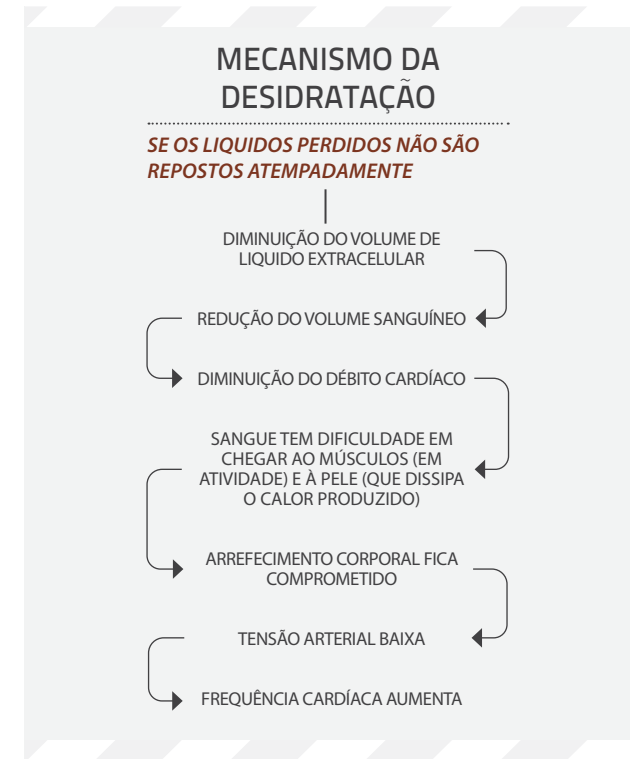 MECANISMO DA
DESIDRATAÇÃO
SE OS LIQUIDOS PERDIDOS NÃO SÃO
REPOSTOS ATEMPADAMENTE
DIMINUIÇÃO DO VOLUME DE
LIQUIDO EXTRACELULAR
REDUÇÃO DO VOLUME SANGUÍNEO
DIMINUIÇÃO DO DÉBITO CARDÍACO
SANGUE TEM DIFICULDADE EM
CHEGAR AO MÚSCULOS (EM
ATIVIDADE) E À PELE (QUE DISSIPA
O CALOR PRODUZIDO)
ARREFECIMENTO CORPORAL FICA
COMPROMETIDO
TENSÃO ARTERIAL BAIXA
FREQUÊNCIA CARDÍACA AUMENTA